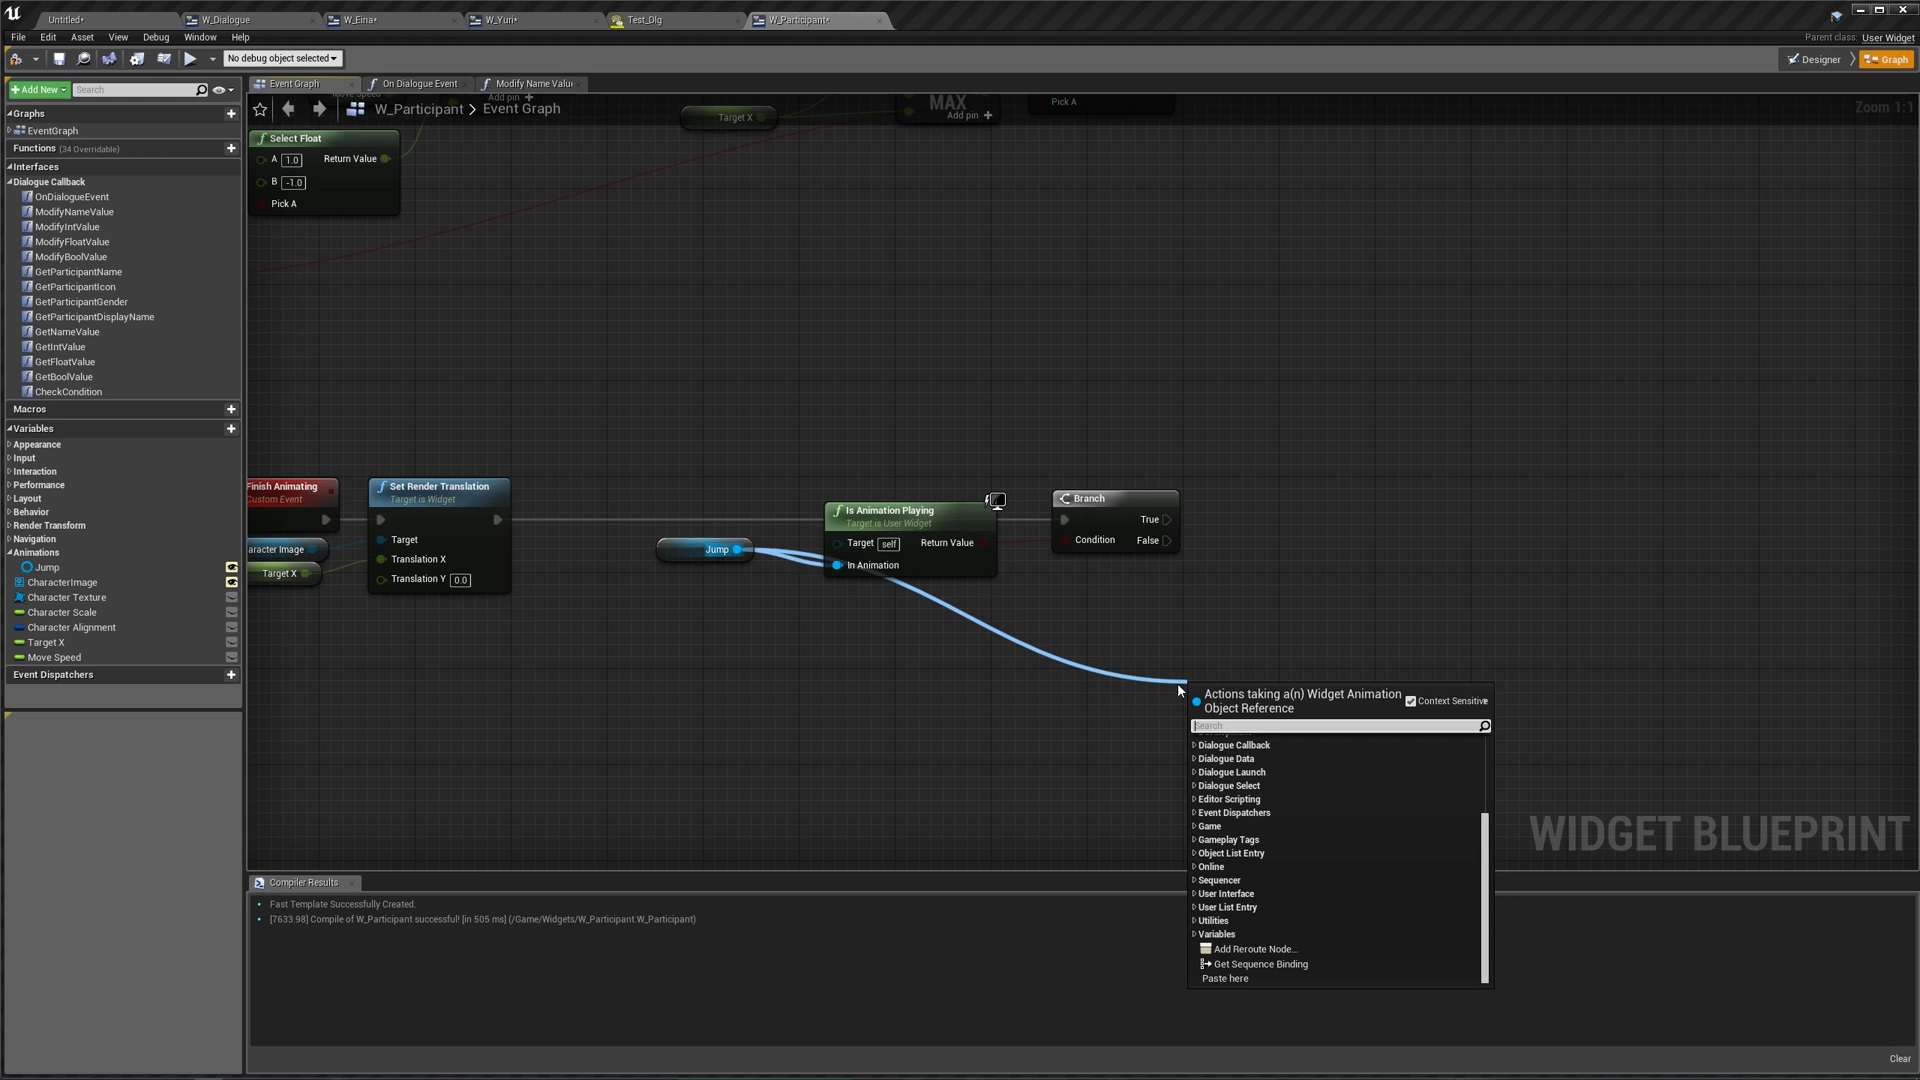 Untitled*
W_Dialogue
W_Eina*
W_Yuri*
Test_Dlg
W_Participant*
File Edit Asset View Debug Window Help
Parent class: User Widget
No debug object selected
Designer
Graph
Add New
Search
Event Graph
On Dialogue Event
Modify Name Value
Graphs
EventGraph
Functions (34 Overridable)
Interfaces
Dialogue Callback
OnDialogueEvent
ModifyNameValue
ModifyIntValue
ModifyFloatValue
ModifyBoolValue
GetParticipantName
GetParticipantIcon
GetParticipantGender
GetParticipantDisplayName
GetNameValue
GetIntValue
GetFloatValue
GetBoolValue
CheckCondition
Macros
Variables
Appearance
Input
Interaction
Performance
Layout
Behavior
Render Transform
Navigation
Animations
Jump
CharacterImage
Character Texture
Character Scale
Character Alignment
Target X
Move Speed
Event Dispatchers
Add pin
W_Participant > Event Graph
Zoom 1:1
Target X
MAX
Add pin
Pick A
Select Float
A 1.0 Return Value
B -1.0
Pick A
Finish Animating
Custom Event
aracter Image
Target X
Set Render Translation
Target is Widget
Target
Translation X
Translation Y 0.0
Jump
Is Animation Playing
Target is User Widget
Target self Return Value
In Animation
Branch
True
Condition False
Actions taking a(n) Widget Animation
Object Reference
Context Sensitive
Search
Dialogue Callback
Dialogue Data
Dialogue Launch
Dialogue Select
Editor Scripting
Event Dispatchers
Game
Gameplay Tags
Object List Entry
Online
Sequencer
User Interface
User List Entry
Utilities
Variables
Add Reroute Node...
Get Sequence Binding
Paste here
WIDGET BLUEPRINT
Compiler Results
Fast Template Successfully Created.
[7633.98] Compile of W_Participant successful! [in 505 ms] (/Game/Widgets/W_Participant.W_Participant)
Clear